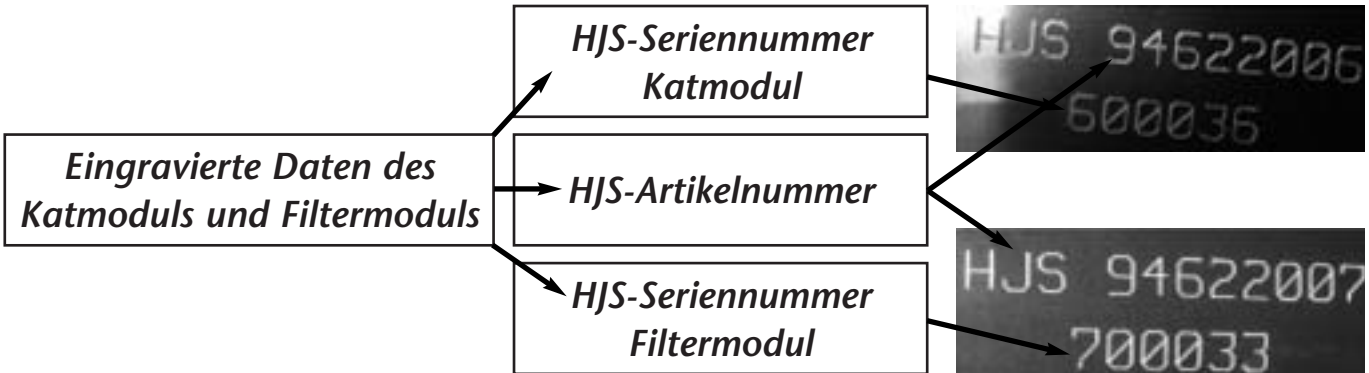 HJS-Seriennummer
Katmodul
HJS 94622006
600036
Eingravierte Daten des
Katmoduls und Filtermoduls
HJS-Artikelnummer
HJS-Seriennummer
Filtermodul
HJS 94622007
700033